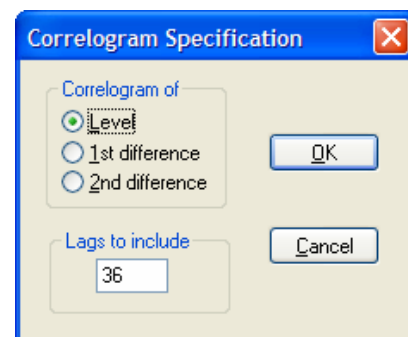 Correlogram Specification
Correlogram of
Level
1st difference
2nd difference
OK
Lags to include
36
Cancel